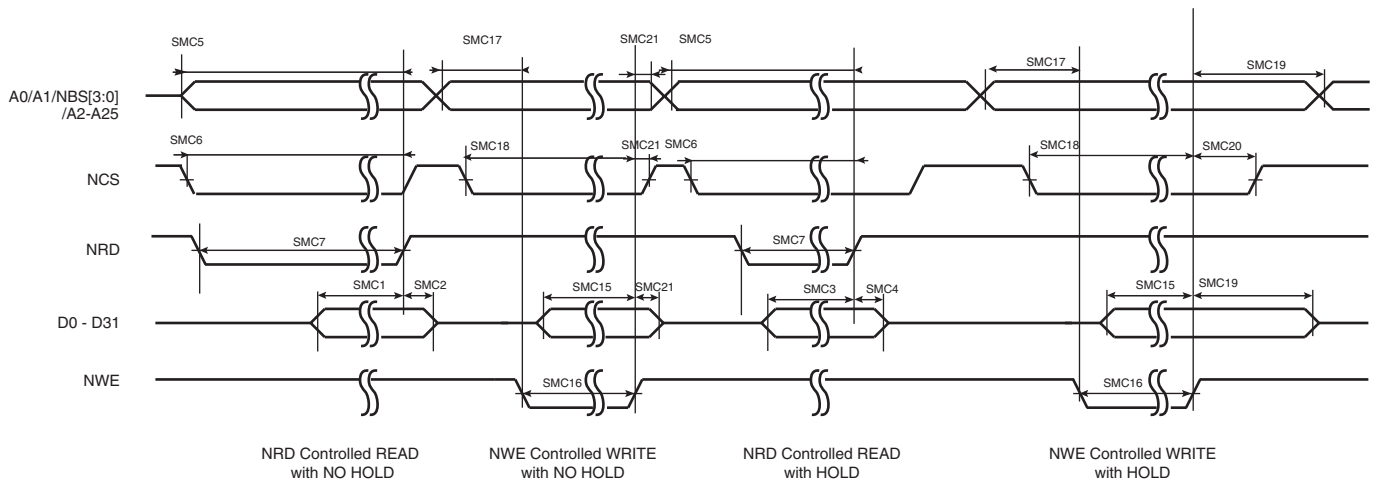 SMC5
SMC17
SMC21
SMC5
SMC17
SMC19
A0/A1/NBS[3:0]
/A2-A25
SMC6
SMC18
SMC21
SMC6
SMC18
SMC20
NCS
SMC7
SMC7
NRD
SMC1
SMC2
SMC15
SMC21
SMC3
SMC4
SMC15
SMC19
D0 - D31
NWE
SMC16
SMC16
NRD Controlled READ
with NO HOLD
NWE Controlled WRITE
with NO HOLD
NRD Controlled READ
with HOLD
NWE Controlled WRITE
with HOLD